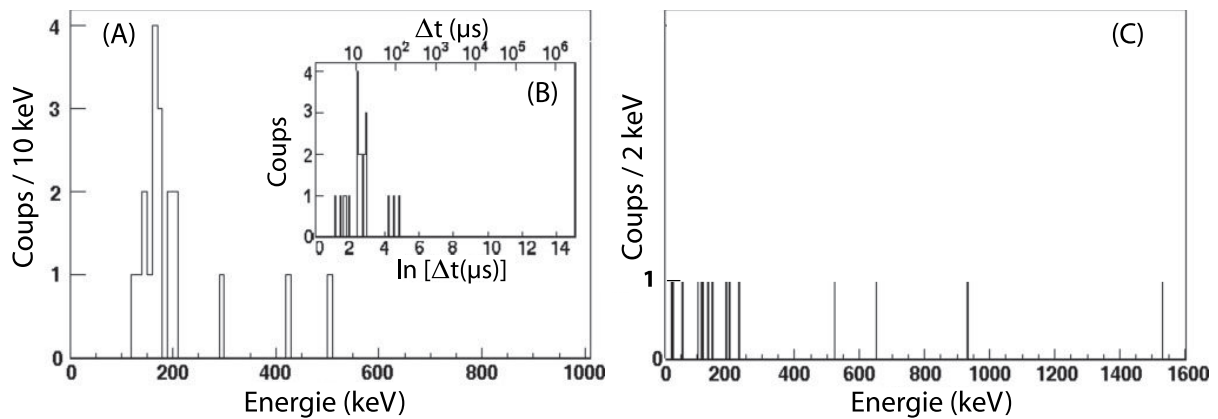 (A)
Coups / 10 keV
4
3
2
1
0
0 200 400 600 800 1000
Energie (keV)
Δt (µs)
10 10² 10³ 10⁴ 10⁵ 10⁶
(B)
Coups
4
3
2
1
0
0 2 4 6 8 10 12 14
ln [Δt(µs)]
(C)
Coups / 2 keV
1
0
0 200 400 600 800 1000 1200 1400 1600
Energie (keV)